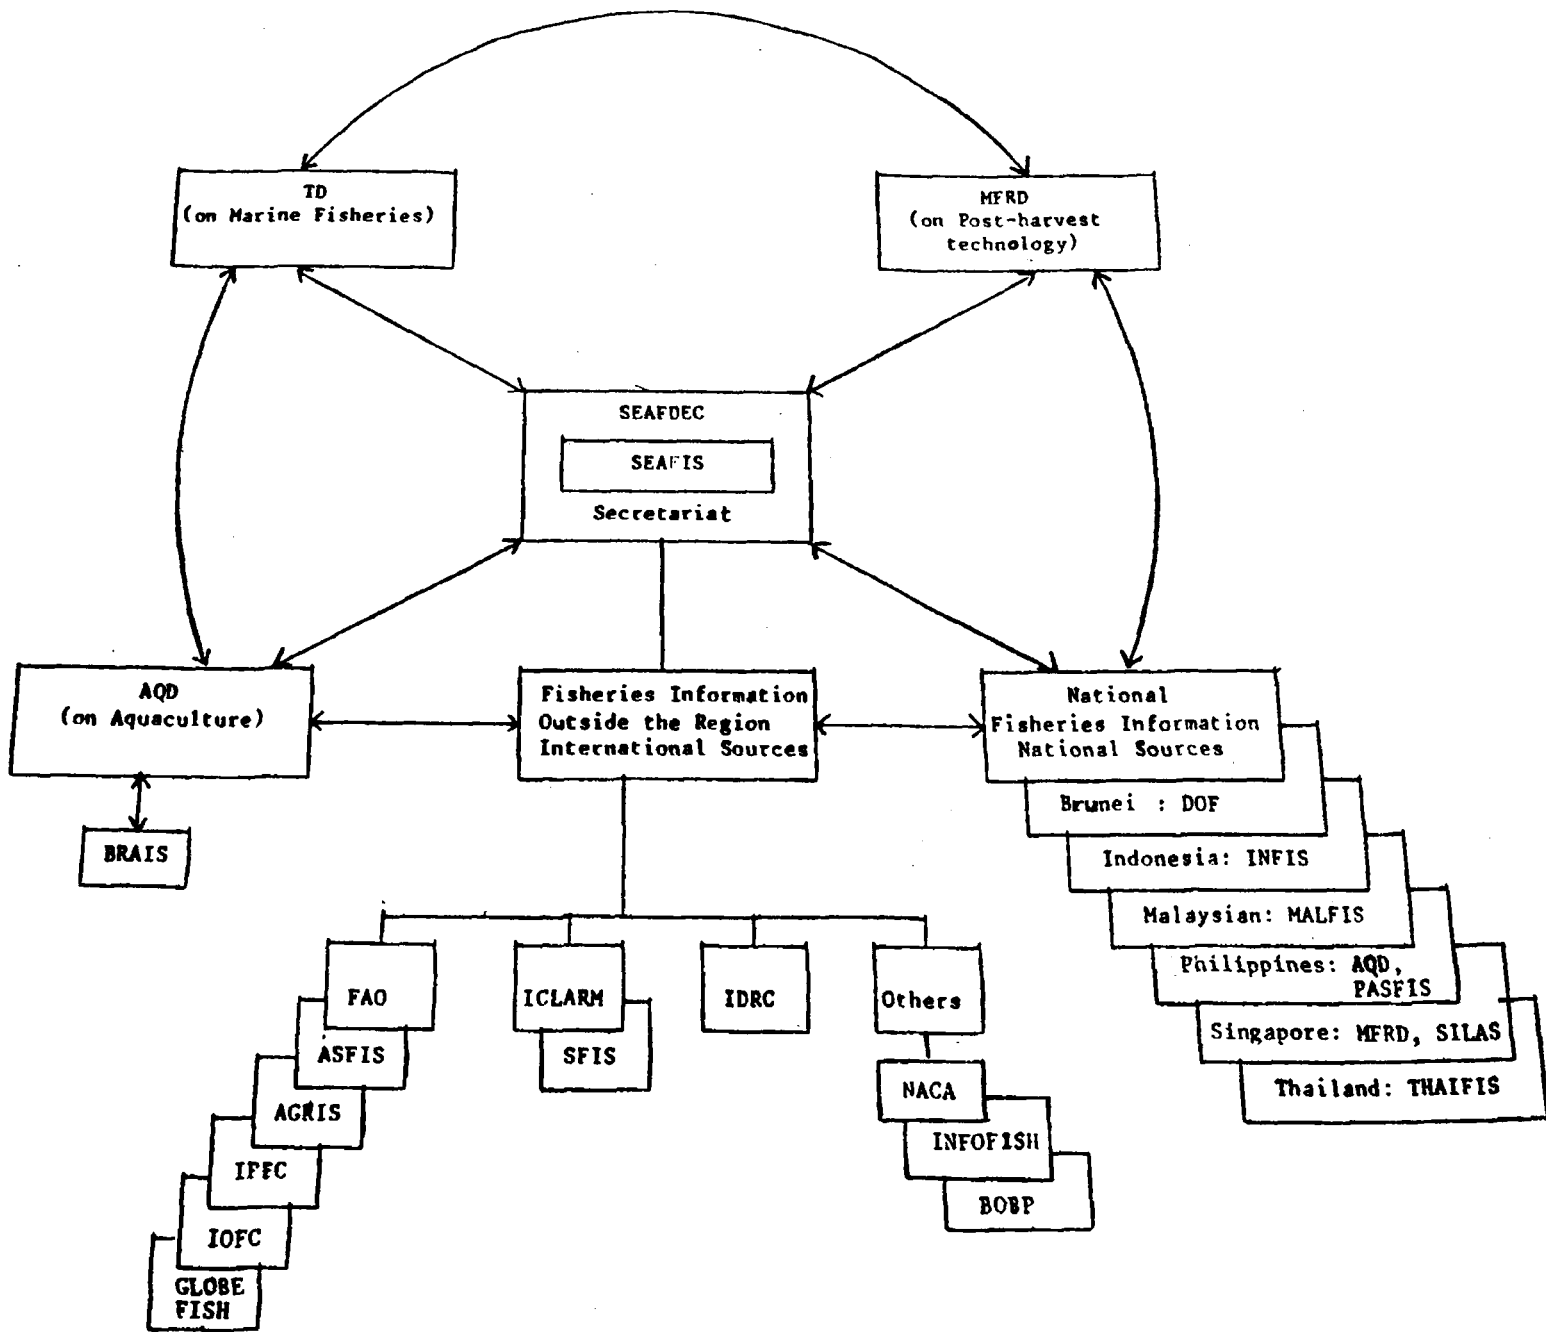 TD
(on Marine Fisheries)
MFRD
(on Post-harvest
technology)
SEAFDEC
SEAFIS
Secretariat
AQD
(on Aquaculture)
Fisheries Information
Outside the Region
International Sources
National
Fisheries Information
National Sources
Brunei : DOF
BRAIS
Indonesia: INFIS
Malaysian: MALFIS
Philippines: AQD,
PASFIS
Singapore: MFRD, SILAS
Thailand: THAIFIS
FAO
ICLARM
IDRC
Others
ASFIS
SFIS
AGRIS
NACA
IFFC
INFOFISH
IOFC
BOBP
GLOBE
FISH